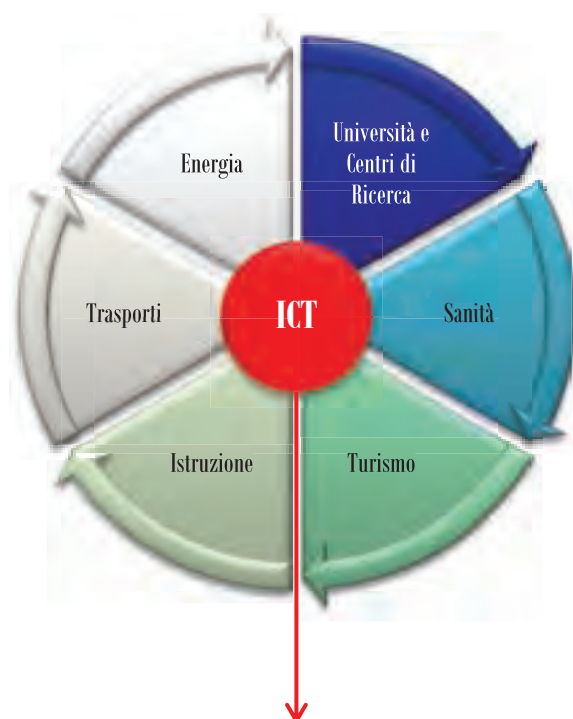 Energia
Università e
Centri di
Ricerca
Trasporti
ICT
Sanità
Istruzione
Turismo